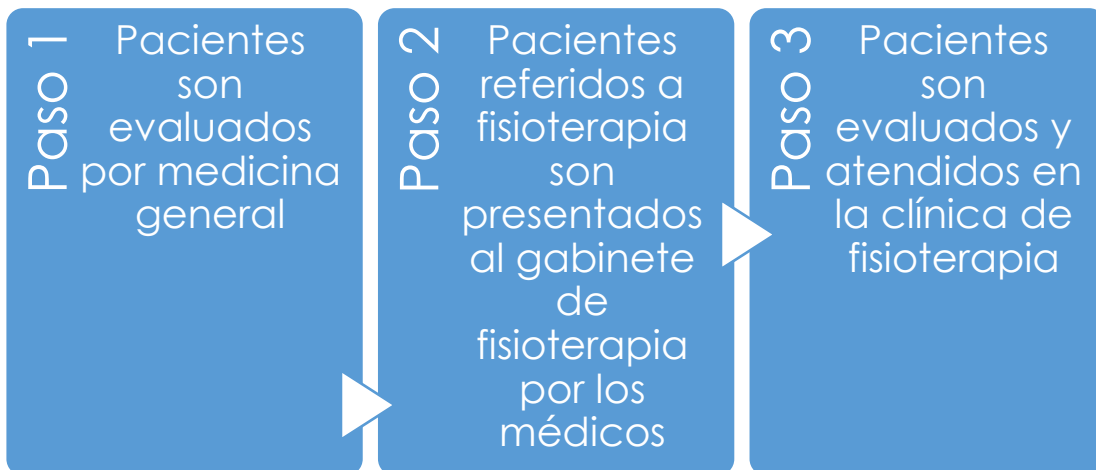 Paso 1
Pacientes
son
evaluados
por medicina
general
Paso 2
Pacientes
referidos a
fisioterapia
son
presentados
al gabinete
de
fisioterapia
por los
médicos
Paso 3
Pacientes
son
evaluados y
atendidos en
la clínica de
fisioterapia